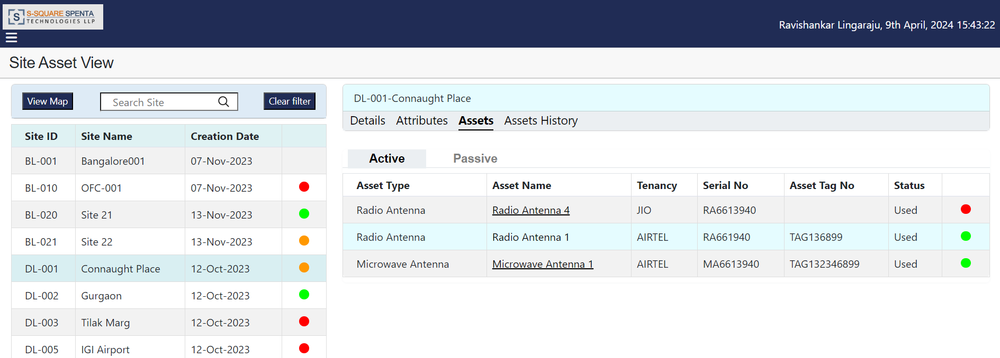 S
S-SQUARE SPENTA
TECHNOLOGIES LLP
Ravishankar Lingaraju, 9th April, 2024 15:43:22
Site Asset View
View Map
Search Site
Clear filter
Site ID Site Name Creation Date
BL-001 Bangalore001 07-Nov-2023
BL-010 OFC-001 07-Nov-2023
BL-020 Site 21 13-Nov-2023
BL-021 Site 22 13-Nov-2023
DL-001 Connaught Place 12-Oct-2023
DL-002 Gurgaon 12-Oct-2023
DL-003 Tilak Marg 12-Oct-2023
DL-005 IGI Airport 12-Oct-2023
DL-001-Connaught Place
Details Attributes Assets Assets History
Active Passive
Asset Type Asset Name Tenancy Serial No Asset Tag No Status
Radio Antenna Radio Antenna 4 JIO RA6613940 Used
Radio Antenna Radio Antenna 1 AIRTEL RA661940 TAG136899 Used
Microwave Antenna Microwave Antenna 1 AIRTEL MA6613940 TAG132346899 Used